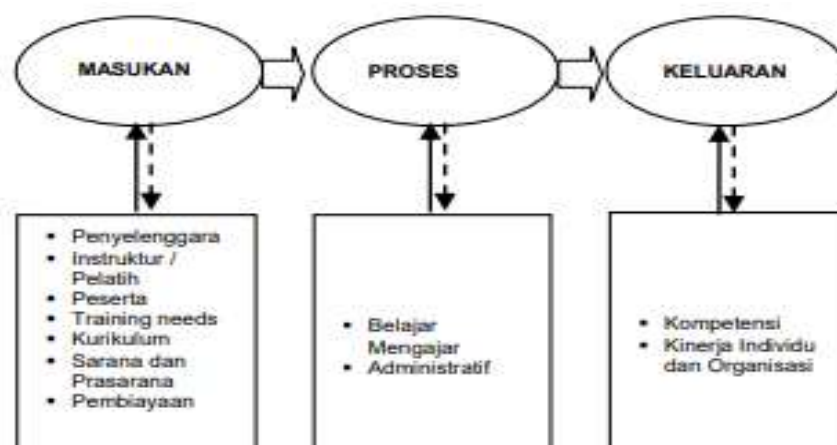 MASUKAN
PROSES
KELUARAN
• Penyelenggara
• Instruktur /
Pelatih
• Peserta
• Training needs
• Kurikulum
• Sarana dan
Prasarana
• Pembiayaan
• Belajar
Mengajar
• Administratif
• Kompetensi
• Kinerja Individu
dan Organisasi